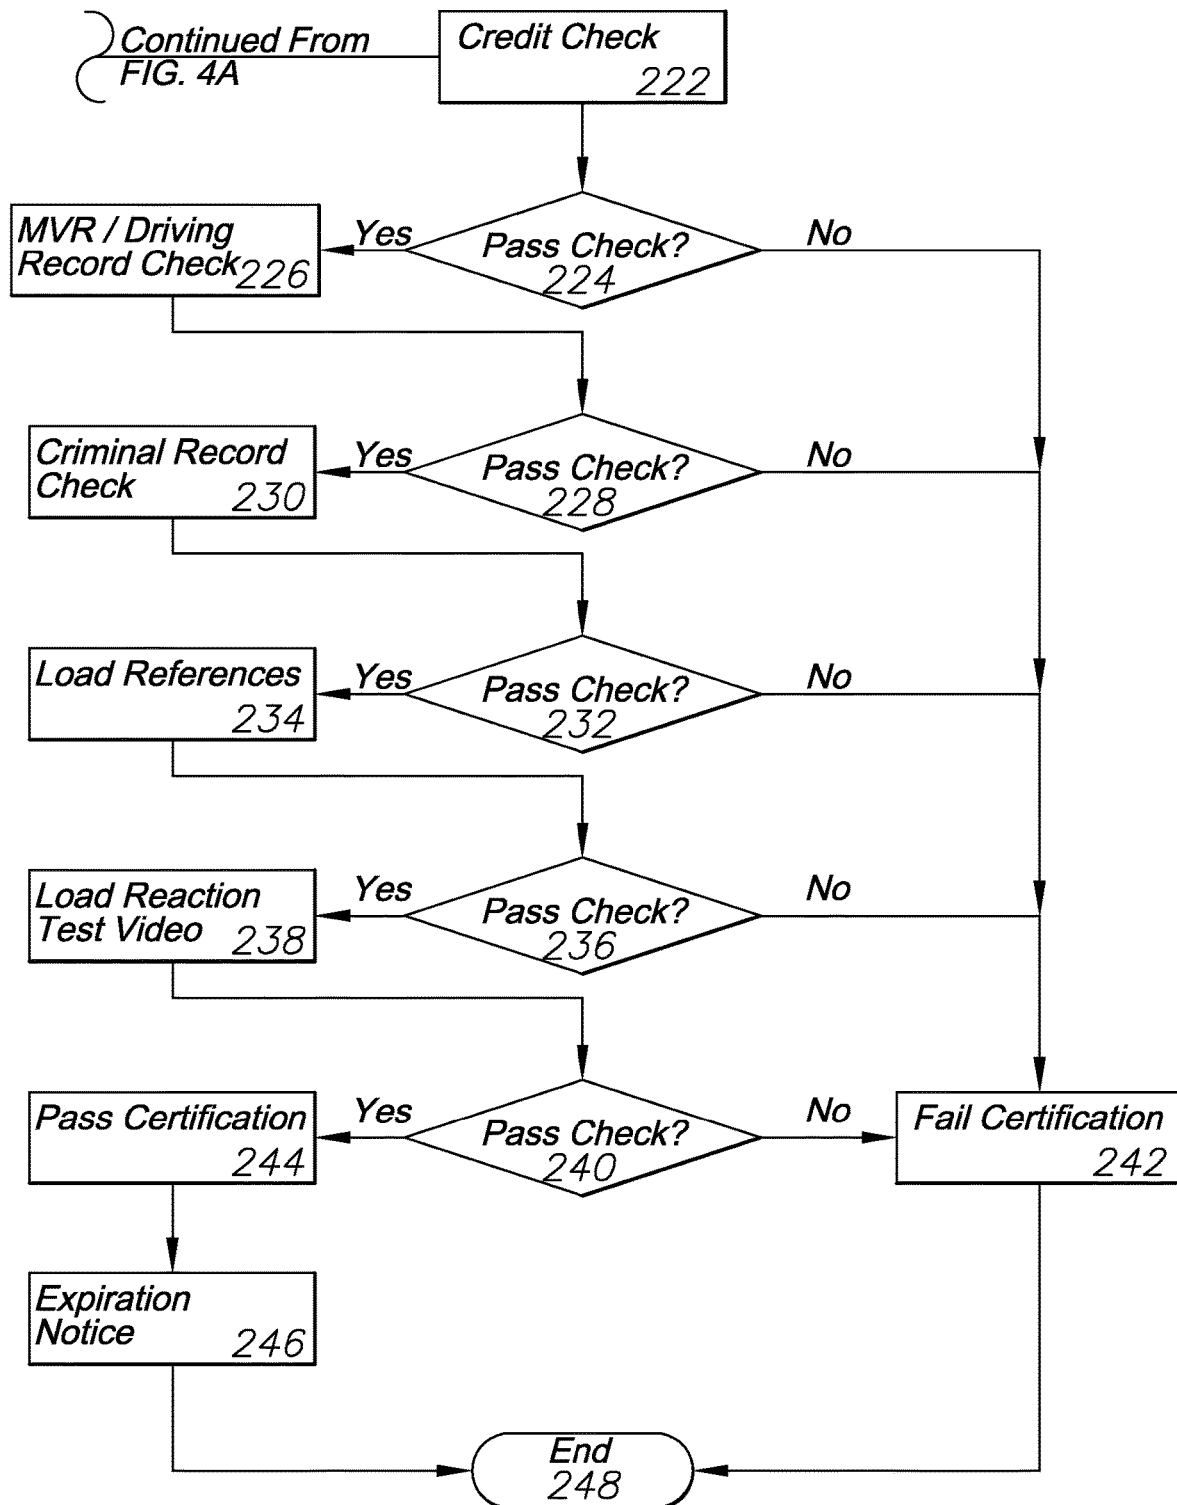 Continued From
FIG. 4A
Credit Check
222
MVR / Driving
Record Check 226
Yes
Pass Check?
224
No
Criminal Record
Check
230
Yes
Pass Check?
228
No
Load References
234
Yes
Pass Check?
232
No
Load Reaction
Test Video 238
Yes
Pass Check?
236
No
Pass Certification
244
Yes
Pass Check?
240
No
Fail Certification
242
Expiration
Notice 246
End
248